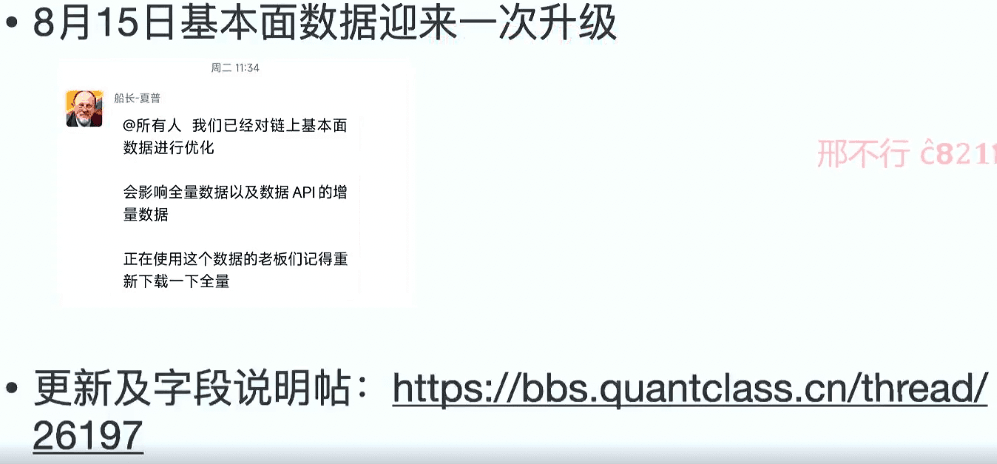 • 8月15日基本面数据迎来一次升级
周二 11:34
船长-夏普
@所有人 我们已经对链上基本面
数据进行优化
邢不行
会影响全量数据以及数据 API 的增
量数据
正在使用这个数据的老板们记得重
新下载一下全量
• 更新及字段说明帖：https://bbs.quantclass.cn/thread/
26197